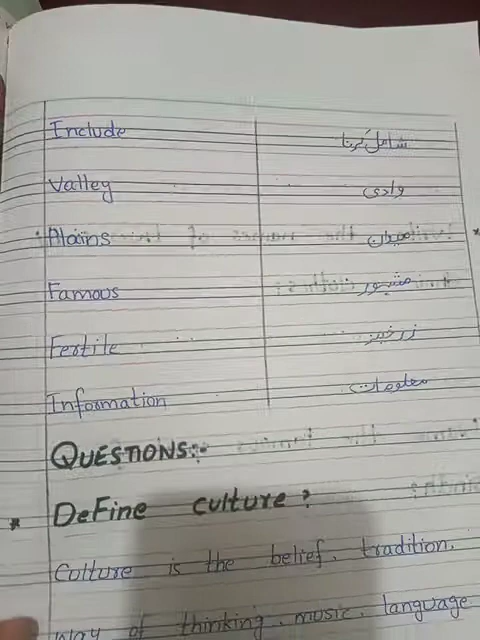 Include شامل کرنا
Valley وادی
Plains میدان
Famous مشہور
Fertile زرخیز
Information معلومات
QUESTIONS:-
* Define culture?
Culture is the belief, tradition,
way of thinking, music, language